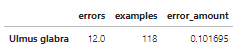 errors examples error_amount
Ulmus glabra 12.0 118 0.101695